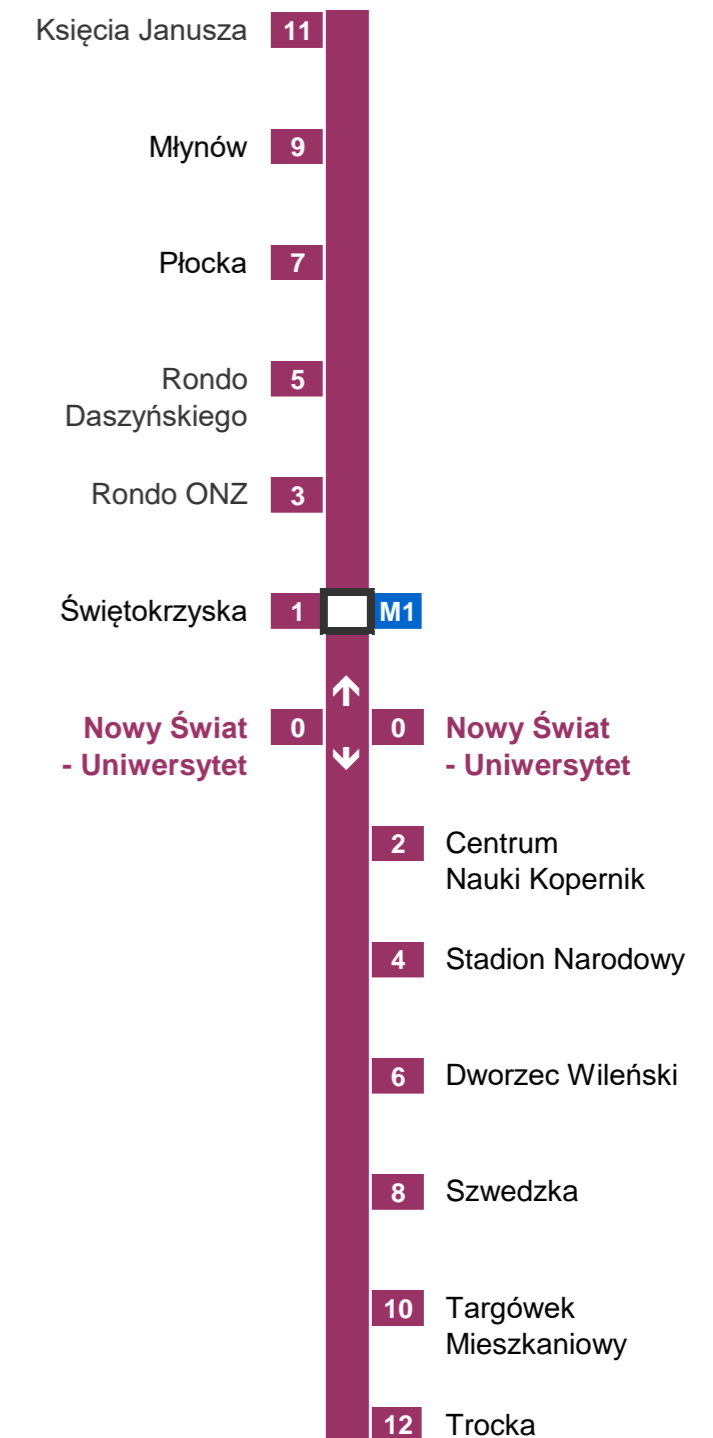 Księcia Janusza 11
Młynów 9
Płocka 7
Rondo 5
Daszyńskiego
Rondo ONZ 3
Świętokrzyska 1 M1
Nowy Świat 0 0 Nowy Świat
- Uniwersytet - Uniwersytet
2 Centrum
Nauki Kopernik
4 Stadion Narodowy
6 Dworzec Wileński
8 Szwedzka
10 Targówek
Mieszkaniowy
12 Trocka